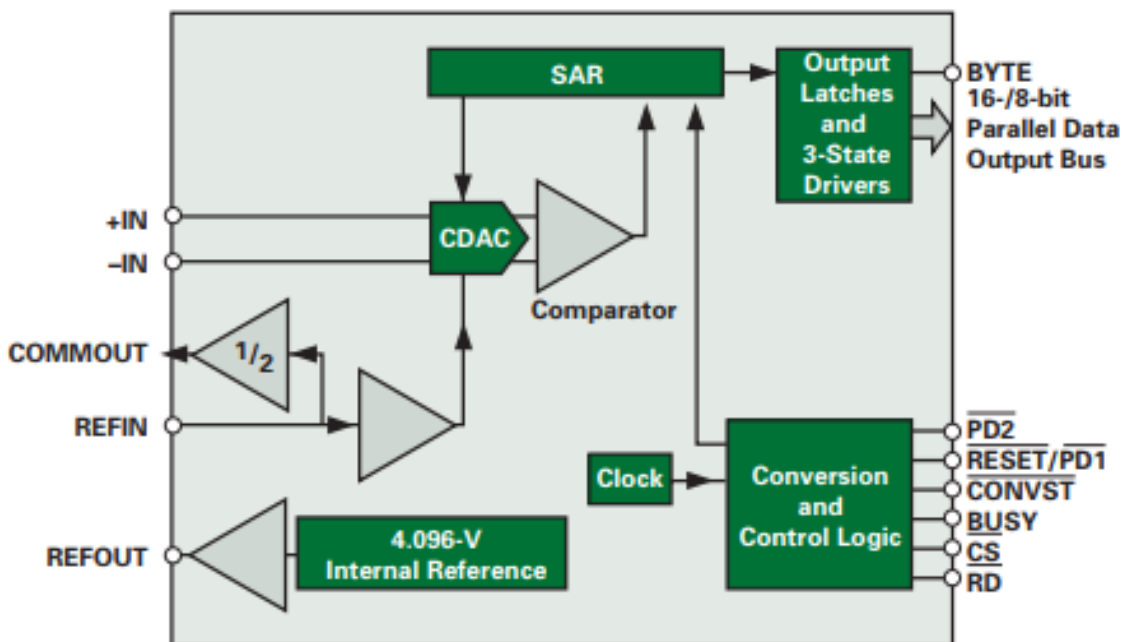 SAR
Output
Latches
and
3-State
Drivers
BYTE
16-/8-bit
Parallel Data
Output Bus
+IN
–IN
CDAC
Comparator
COMMOUT
1/2
REFIN
REFOUT
4.096-V
Internal Reference
Clock
Conversion
and
Control Logic
PD2
RESET/PD1
CONVST
BUSY
CS
RD